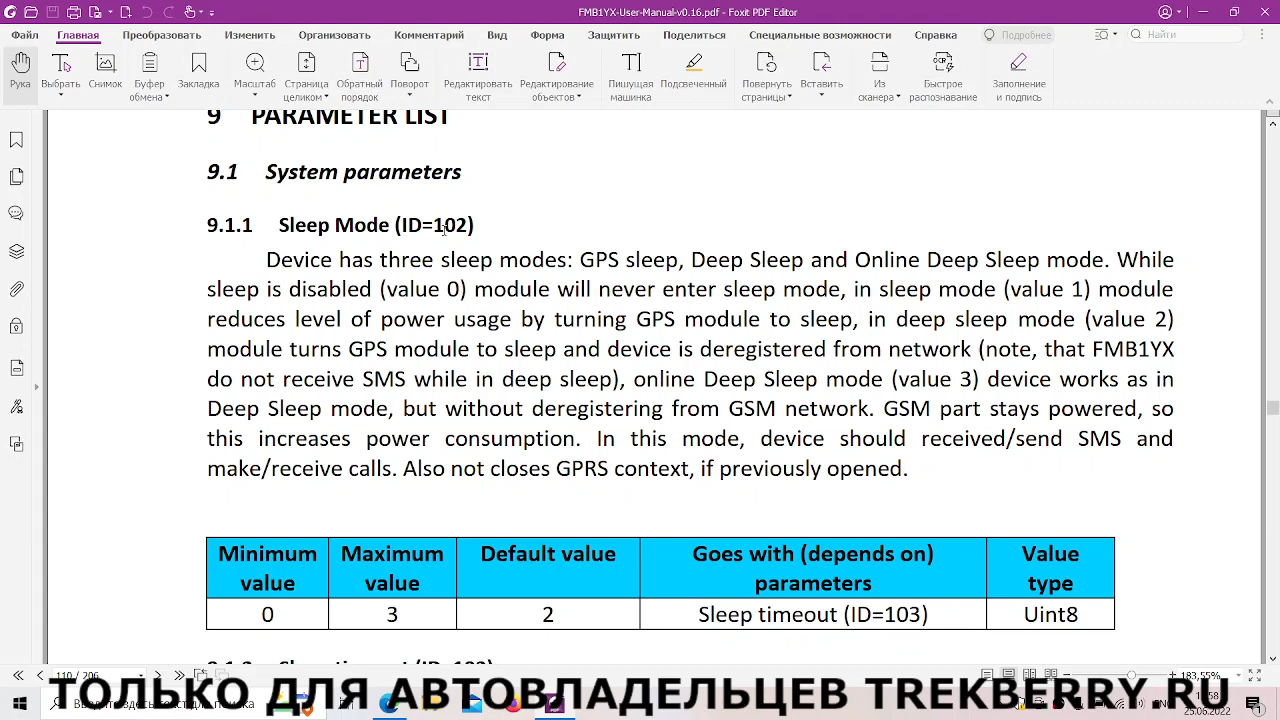 FMB1YX-User-Manual-v0.16.pdf - Foxit PDF Editor
Файл Главная Преобразовать Изменить Организовать Комментарий Вид Форма Защитить Поделиться Специальные возможности Справка Подробнее Найти
Рука Выбрать Снимок Буфер обмена Закладка Масштаб Страница целиком Обратный порядок Поворот Редактировать текст Редактирование объектов Пишущая машинка Подсвеченный Повернуть страницы Вставить Из сканера Быстрое распознавание Заполнение и подпись
9 PARAMETER LIST
9.1 System parameters
9.1.1 Sleep Mode (ID=102)
Device has three sleep modes: GPS sleep, Deep Sleep and Online Deep Sleep mode. While
sleep is disabled (value 0) module will never enter sleep mode, in sleep mode (value 1) module
reduces level of power usage by turning GPS module to sleep, in deep sleep mode (value 2)
module turns GPS module to sleep and device is deregistered from network (note, that FMB1YX
do not receive SMS while in deep sleep), online Deep Sleep mode (value 3) device works as in
Deep Sleep mode, but without deregistering from GSM network. GSM part stays powered, so
this increases power consumption. In this mode, device should received/send SMS and
make/receive calls. Also not closes GPRS context, if previously opened.
Minimum value Maximum value Default value Goes with (depends on) parameters Value type
0 3 2 Sleep timeout (ID=103) Uint8
110 / 206 183,55%
ТОЛЬКО ДЛЯ АВТОВЛАДЕЛЬЦЕВ TREKBERRY RU
25.06.2022